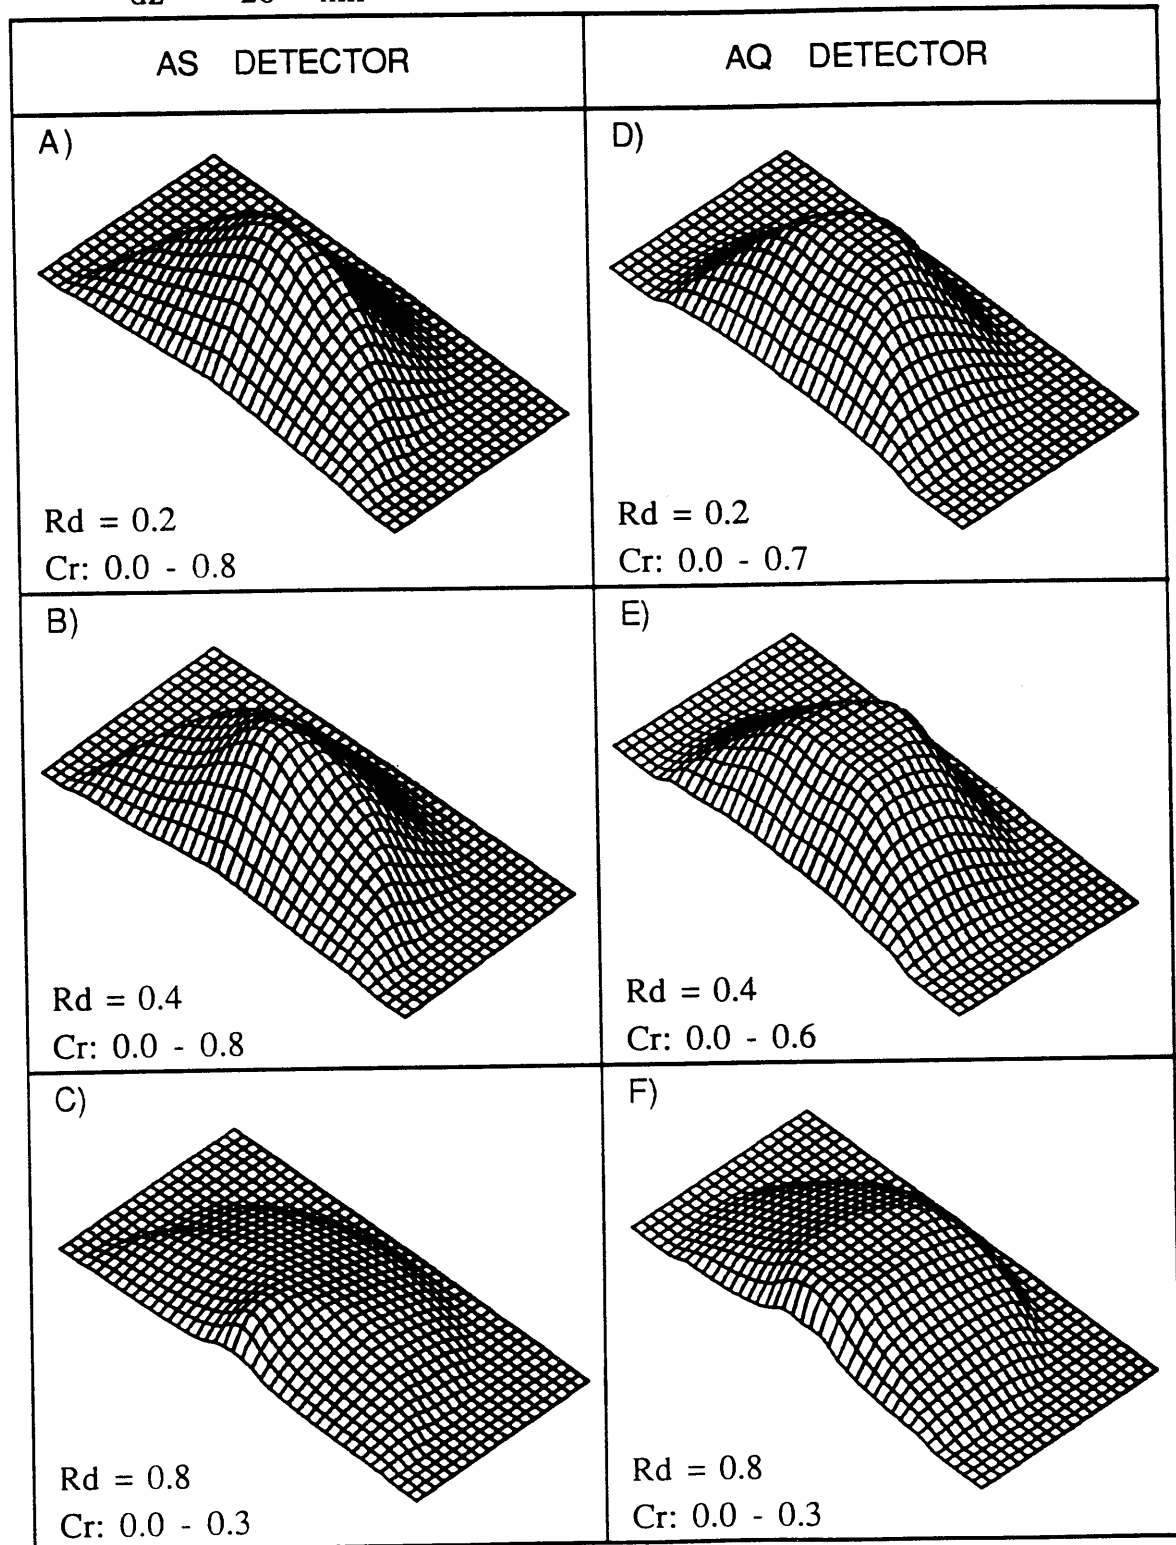 AS DETECTOR
AQ DETECTOR
A)
Rd = 0.2
Cr: 0.0 - 0.8
D)
Rd = 0.2
Cr: 0.0 - 0.7
B)
Rd = 0.4
Cr: 0.0 - 0.8
E)
Rd = 0.4
Cr: 0.0 - 0.6
C)
Rd = 0.8
Cr: 0.0 - 0.3
F)
Rd = 0.8
Cr: 0.0 - 0.3